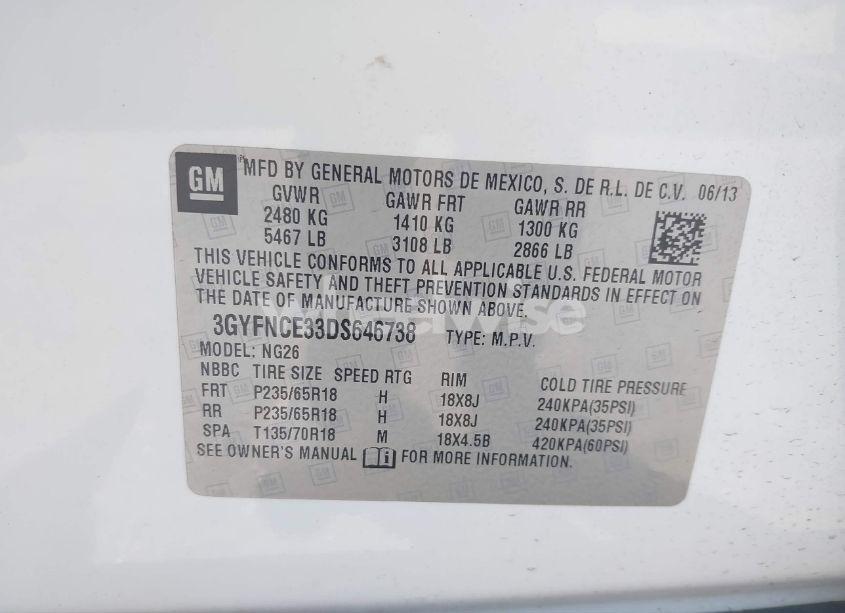 GM MFD BY GENERAL MOTORS DE MEXICO, S. DE R.L. DE C.V. 06/13
GVWR GAWR FRT GAWR RR
2480 KG 1410 KG 1300 KG
5467 LB 3108 LB 2866 LB
THIS VEHICLE CONFORMS TO ALL APPLICABLE U.S. FEDERAL MOTOR
VEHICLE SAFETY AND THEFT PREVENTION STANDARDS IN EFFECT ON
THE DATE OF MANUFACTURE SHOWN ABOVE.
3GYFNCE33DS646738 TYPE: M.P.V.
MODEL: NG26
NBBC TIRE SIZE SPEED RTG RIM COLD TIRE PRESSURE
FRT P235/65R18 H 18X8J 240KPA(35PSI)
RR P235/65R18 H 18X8J 240KPA(35PSI)
SPA T135/70R18 M 18X4.5B 420KPA(60PSI)
SEE OWNER'S MANUAL FOR MORE INFORMATION.